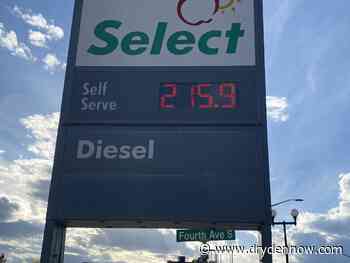 Select
Self
Serve
215.9
Diesel
Fourth Ave S
www.drydennow.com